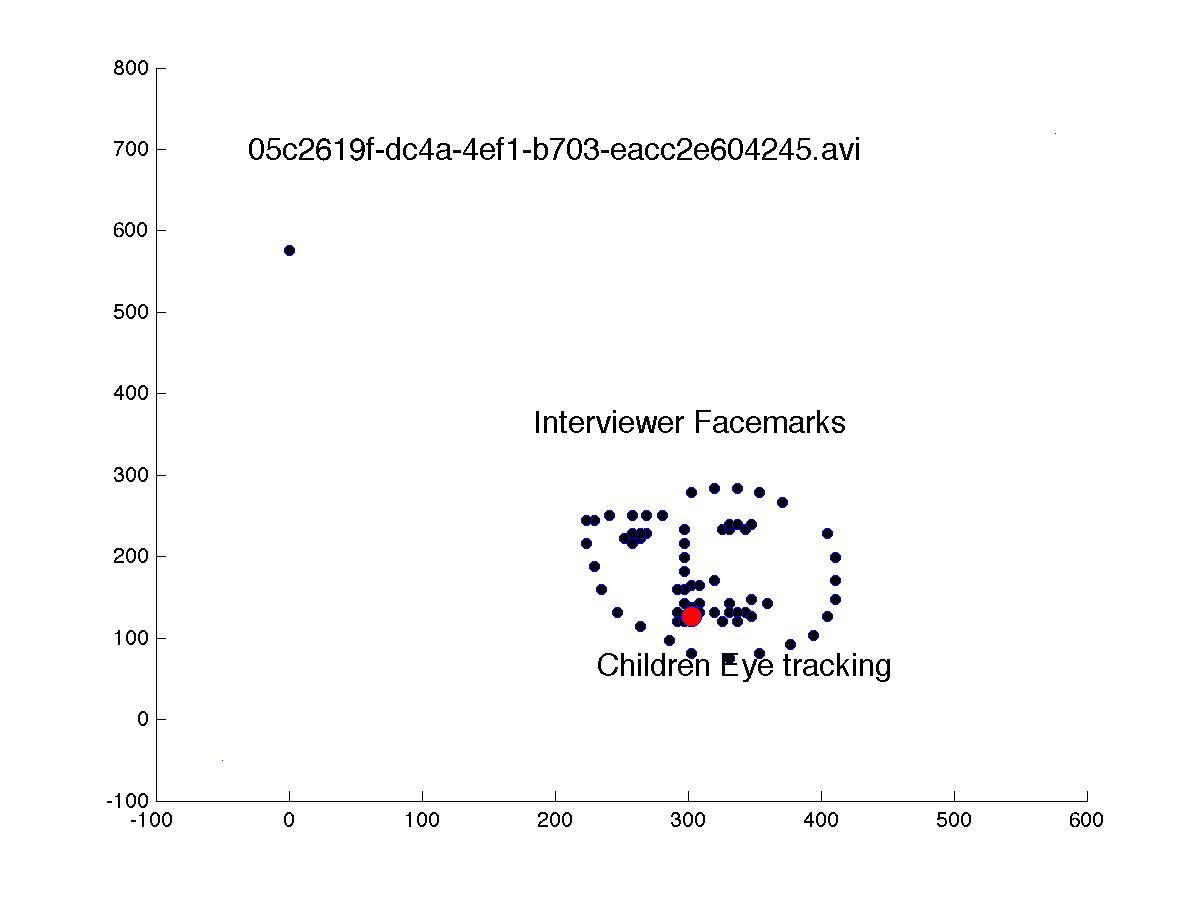 800
700
05c2619f-dc4a-4ef1-b703-eacc2e604245.avi
600
500
400
Interviewer Facemarks
300
200
100
Children Eye tracking
0
-100
-100 0 100 200 300 400 500 600